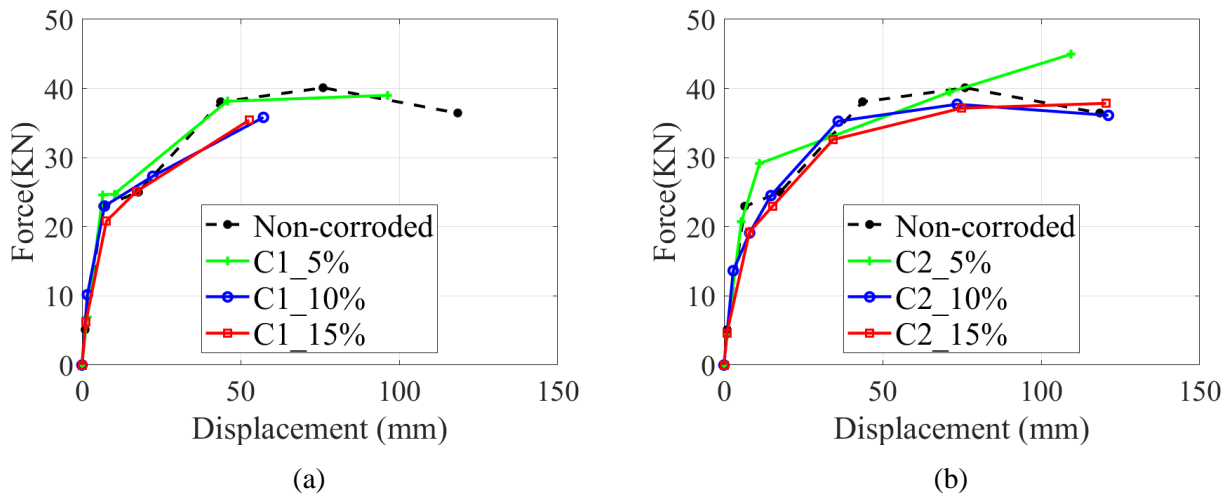 50
40
30
20
10
0
Force(KN)
Non-corroded
C1_5%
C1_10%
C1_15%
0
50
100
150
Displacement (mm)
(a)
50
40
30
20
10
0
Force(KN)
Non-corroded
C2_5%
C2_10%
C2_15%
0
50
100
150
Displacement (mm)
(b)